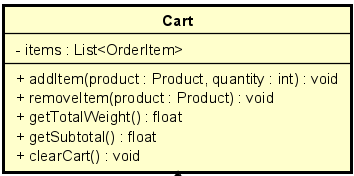 Cart
- items : List<OrderItem>
+ addItem(product : Product, quantity : int) : void
+ removeItem(product : Product) : void
+ getTotalWeight() : float
+ getSubtotal() : float
+ clearCart() : void